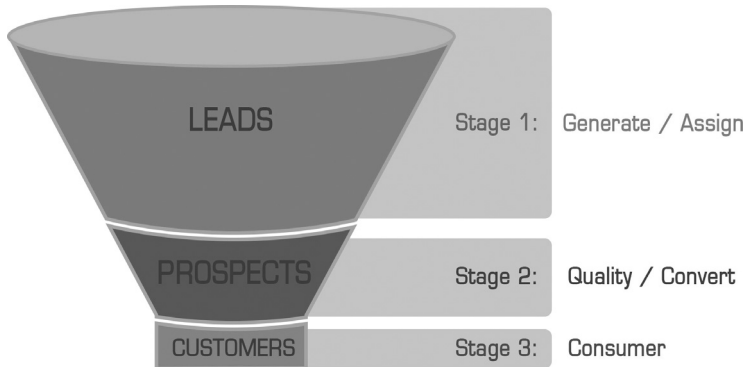 LEADS Stage 1: Generate / Assign
PROSPECTS Stage 2: Quality / Convert
CUSTOMERS Stage 3: Consumer